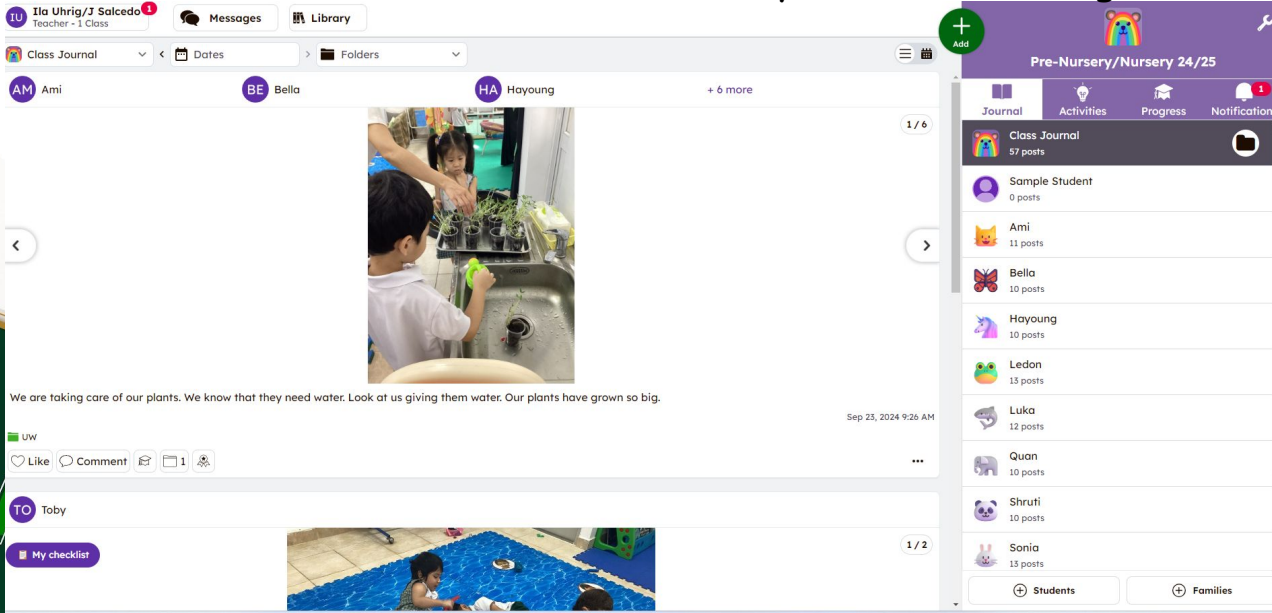 IU Ila Uhrig/J Salcedo 1
Teacher - 1 Class
Messages
Library
Add
Class Journal
Dates
Folders
AM Ami
BE Bella
HA Hayoung
+ 6 more
1 / 6
We are taking care of our plants. We know that they need water. Look at us giving them water. Our plants have grown so big.
Sep 23, 2024 9:26 AM
UW
Like
Comment
1
TO Toby
My checklist
1 / 2
Pre-Nursery/Nursery 24/25
Journal
Activities
Progress
Notification
1
Class Journal
57 posts
Sample Student
0 posts
Ami
11 posts
Bella
10 posts
Hayoung
10 posts
Ledon
13 posts
Luka
12 posts
Quan
10 posts
Shruti
10 posts
Sonia
13 posts
Students
Families